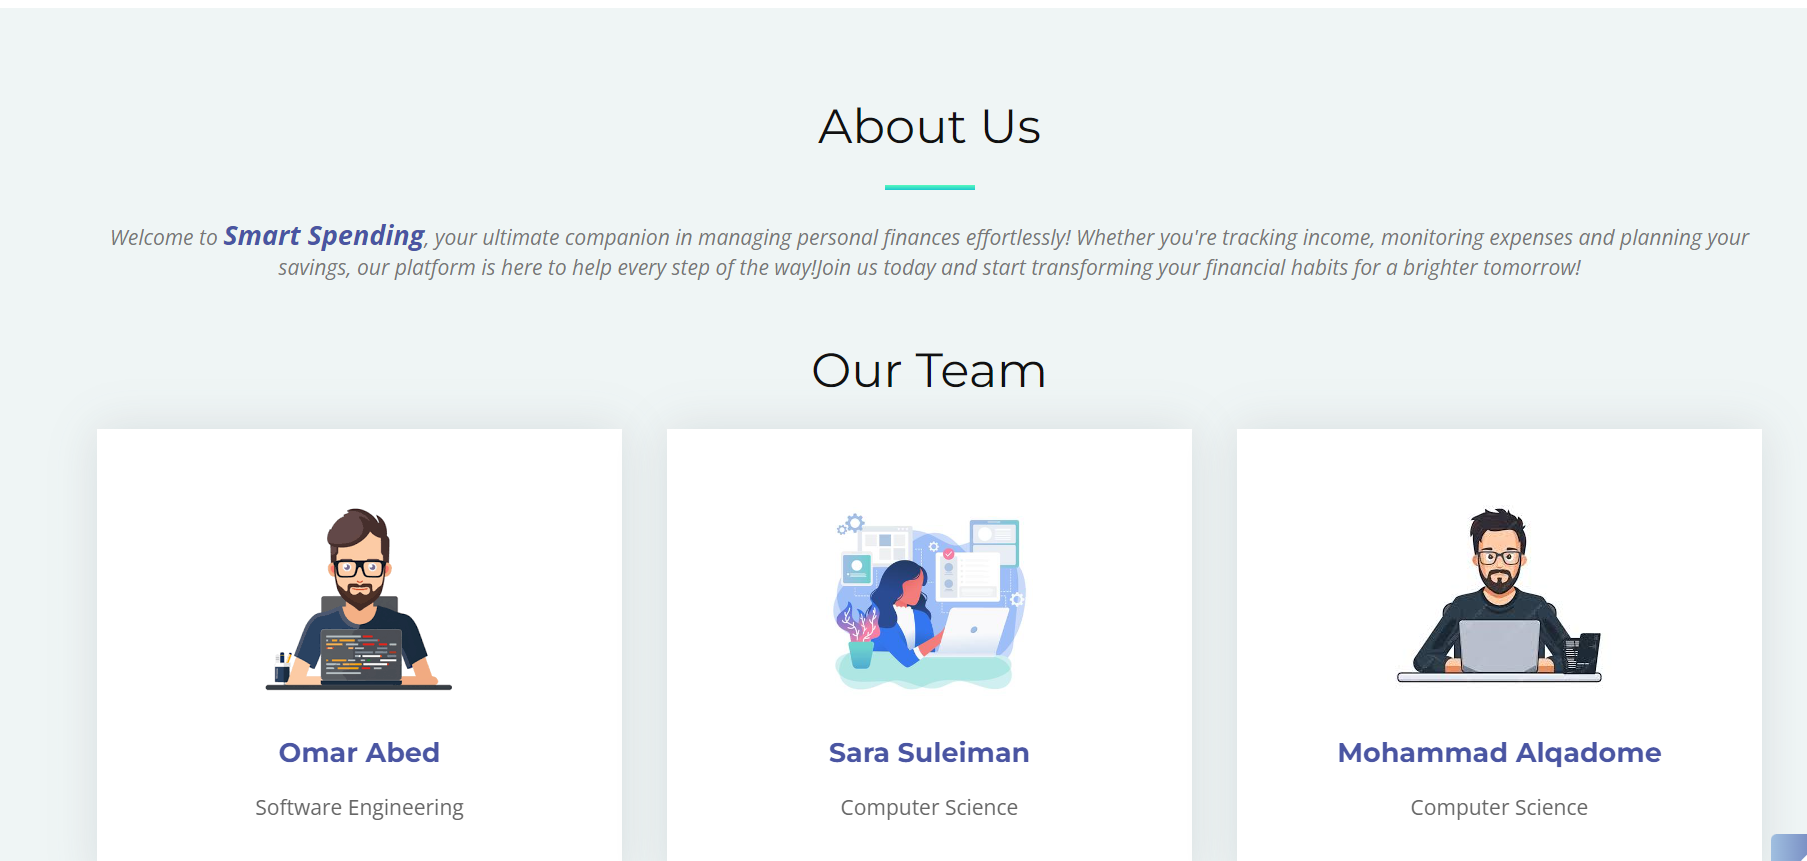 About Us
Welcome to Smart Spending, your ultimate companion in managing personal finances effortlessly! Whether you're tracking income, monitoring expenses and planning your
savings, our platform is here to help every step of the way!Join us today and start transforming your financial habits for a brighter tomorrow!
Our Team
Omar Abed
Sara Suleiman
Mohammad Alqadome
Software Engineering
Computer Science
Computer Science